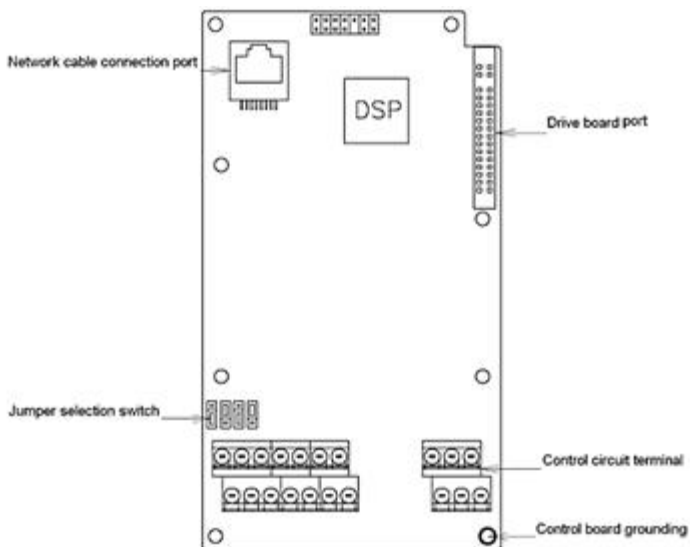 Network cable connection port
DSP
Drive board port
Jumper selection switch
Control circuit terminal
Control board grounding